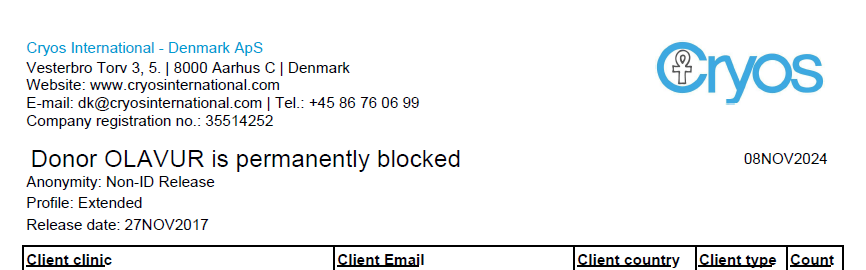 Cryos International - Denmark ApS
Vesterbro Torv 3, 5. | 8000 Aarhus C | Denmark
Website: www.cryosinternational.com
E-mail: dk@cryosinternational.com | Tel.: +45 86 76 06 99
Company registration no.: 35514252
Cryos
Donor OLAVUR is permanently blocked
08NOV2024
Anonymity: Non-ID Release
Profile: Extended
Release date: 27NOV2017
Client clinic Client Email Client country Client type Count